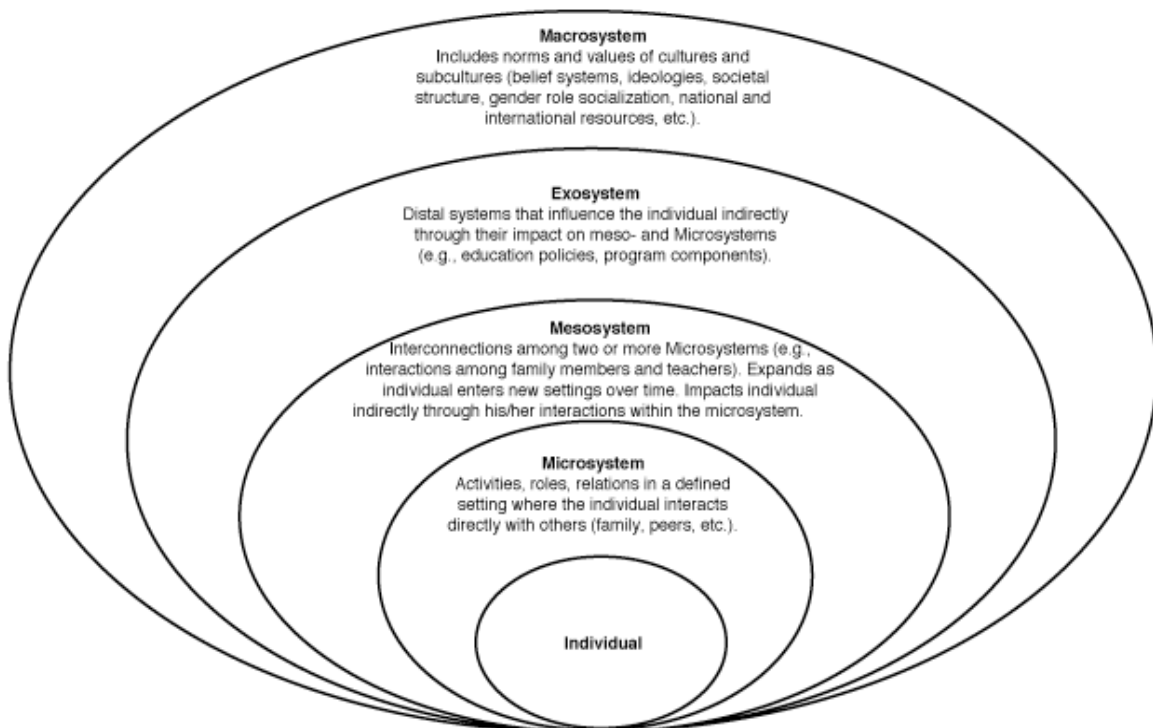 Macrosystem
Includes norms and values of cultures and
subcultures (belief systems, ideologies, societal
structure, gender role socialization, national and
international resources, etc.).
Exosystem
Distal systems that influence the individual indirectly
through their impact on meso- and Microsystems
(e.g., education policies, program components).
Mesosystem
Interconnections among two or more Microsystems (e.g.,
interactions among family members and teachers). Expands as
individual enters new settings over time. Impacts individual
indirectly through his/her interactions within the microsystem.
Microsystem
Activities, roles, relations in a defined
setting where the individual interacts
directly with others (family, peers, etc.).
Individual